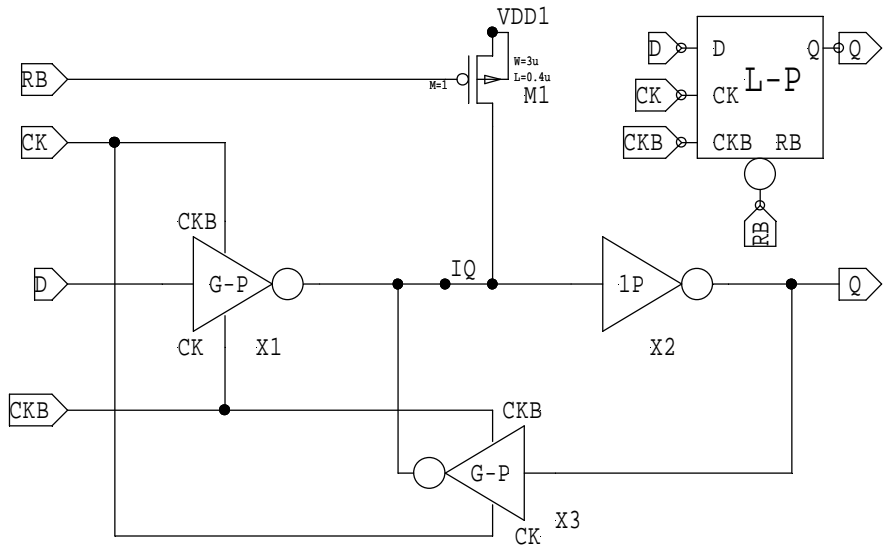 VDD1
RB
M=1
W=3u
L=0.4u
M1
CK
CKB
G-P
D
CK
X1
IQ
1P
X2
Q
CKB
CKB
G-P
X3
CK
D
D
Q
Q
L-P
CK
CK
CKB
CKB
RB
RB